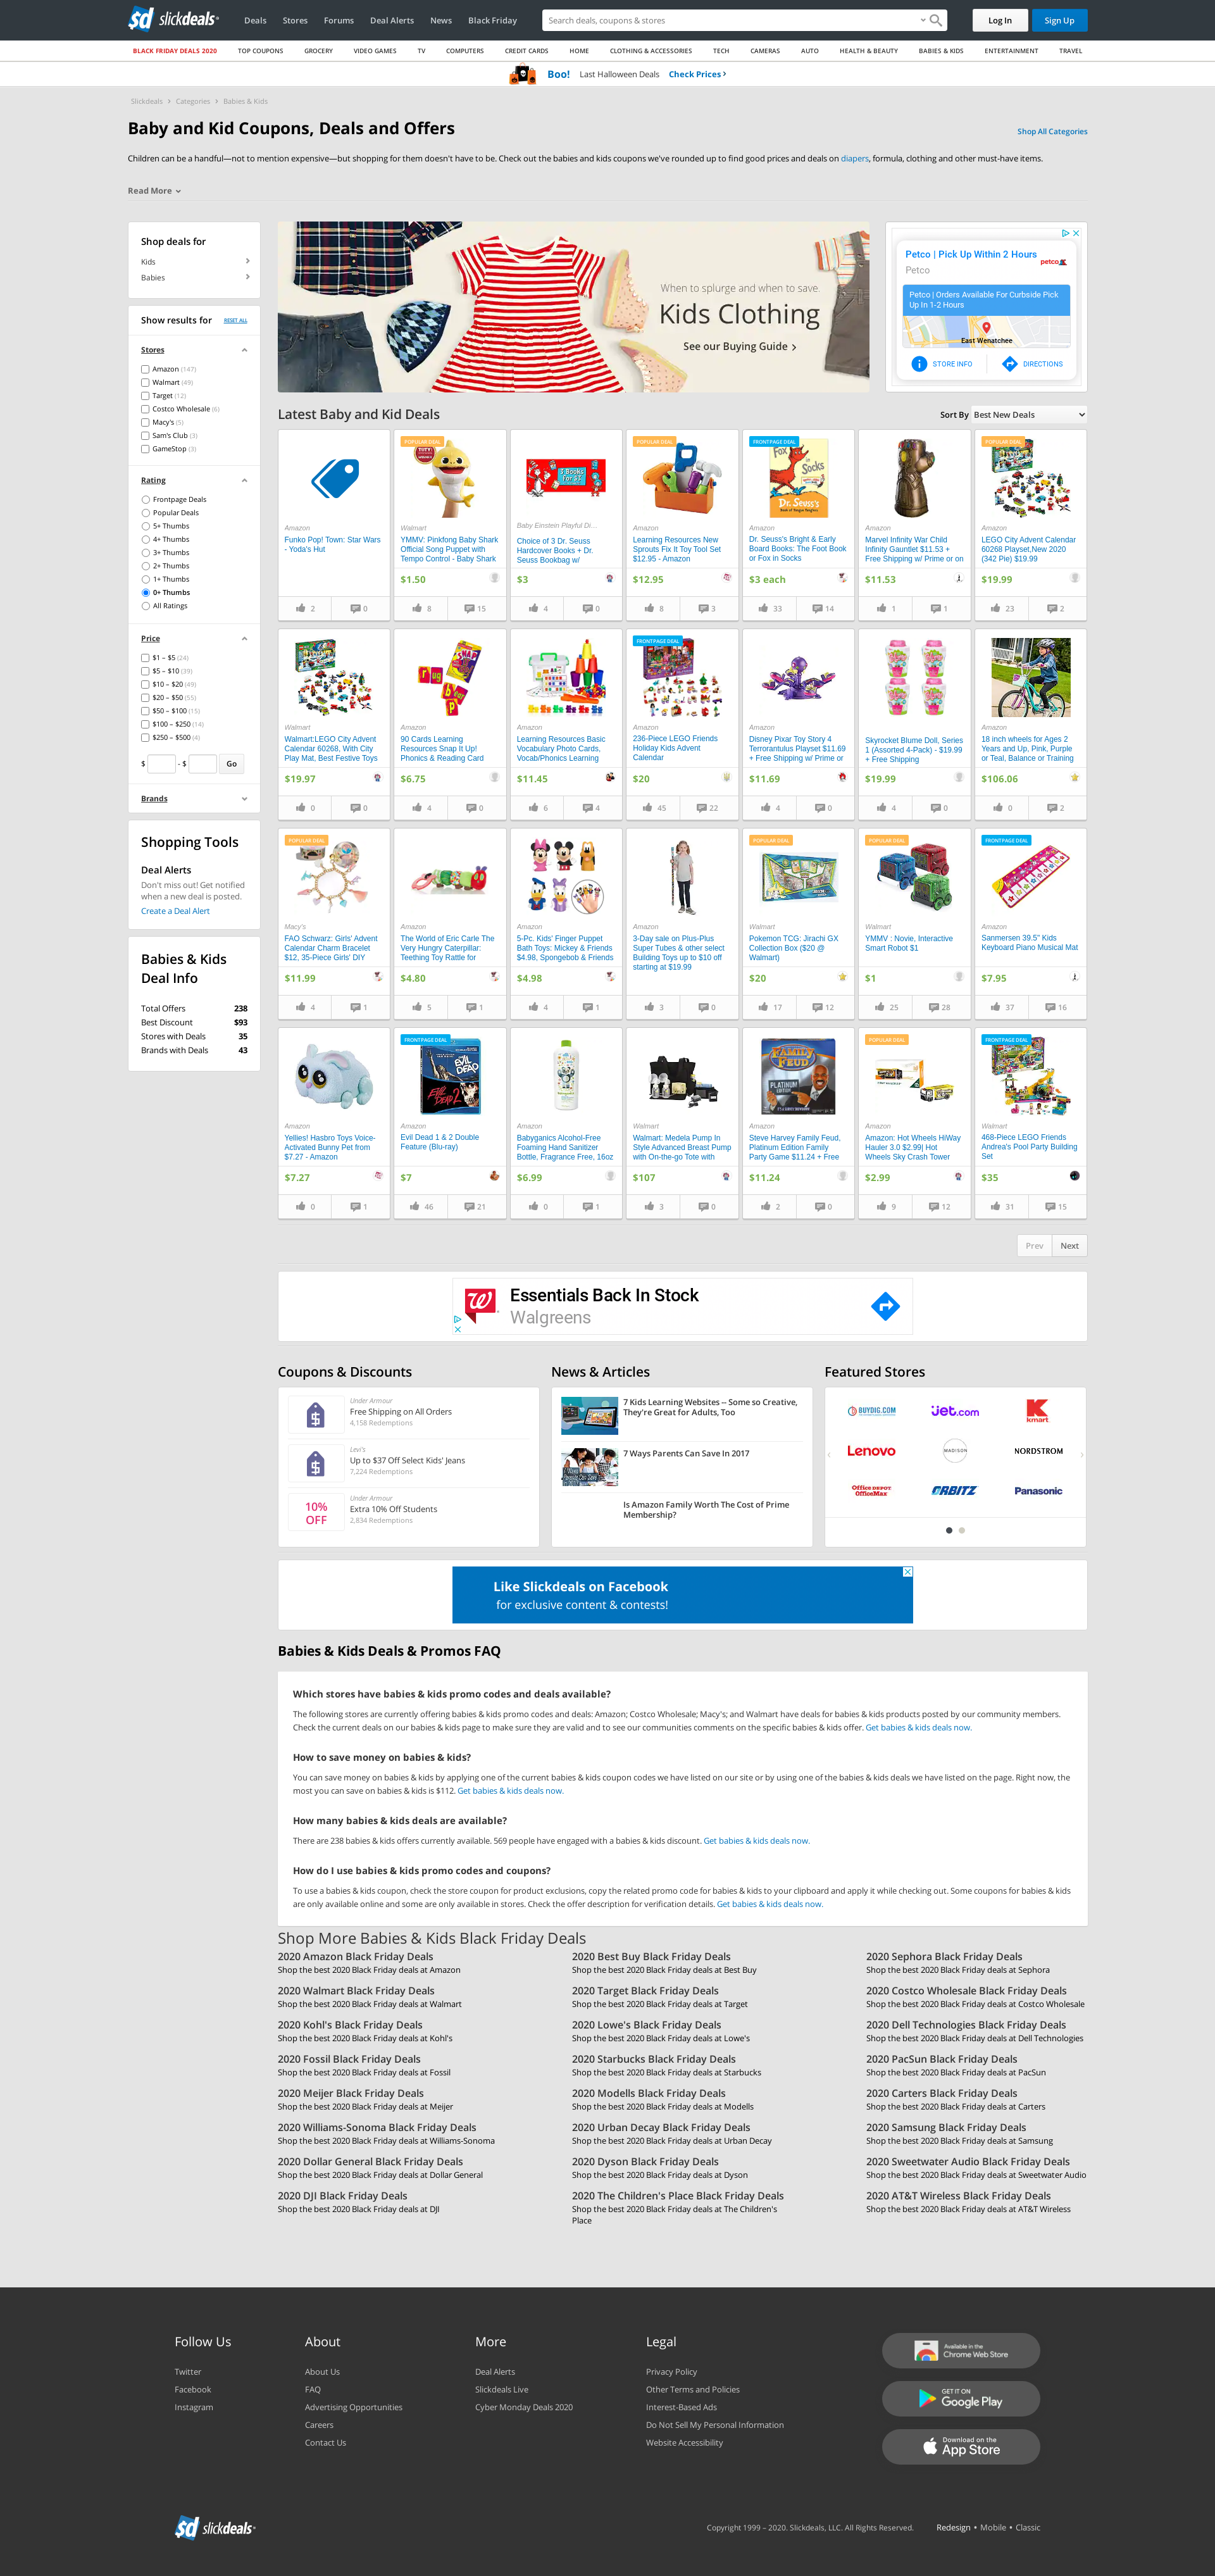 slickdeals
Deals Stores Forums Deal Alerts News Black Friday
Search deals, coupons & stores
Log In Sign Up
BLACK FRIDAY DEALS 2020 TOP COUPONS GROCERY VIDEO GAMES TV COMPUTERS CREDIT CARDS HOME CLOTHING & ACCESSORIES TECH CAMERAS AUTO HEALTH & BEAUTY BABIES & KIDS ENTERTAINMENT TRAVEL
Boo! Last Halloween Deals Check Prices
Slickdeals Categories Babies & Kids
Baby and Kid Coupons, Deals and Offers
Shop All Categories
Children can be a handful—not to mention expensive—but shopping for them doesn't have to be. Check out the babies and kids coupons we've rounded up to find good prices and deals on diapers, formula, clothing and other must-have items.
Read More
Shop deals for
Kids
Babies
Show results for RESET ALL
Stores
Amazon (147)
Walmart (49)
Target (12)
Costco Wholesale (6)
Macy's (5)
Sam's Club (3)
GameStop (3)
Rating
Frontpage Deals
Popular Deals
5+ Thumbs
4+ Thumbs
3+ Thumbs
2+ Thumbs
1+ Thumbs
0+ Thumbs
All Ratings
Price
$1 – $5 (24)
$5 – $10 (39)
$10 – $20 (49)
$20 – $50 (55)
$50 – $100 (15)
$100 – $250 (14)
$250 – $500 (4)
$ - $ Go
Brands
Shopping Tools
Deal Alerts
Don't miss out! Get notified
when a new deal is posted.
Create a Deal Alert
Babies & Kids
Deal Info
Total Offers 238
Best Discount $93
Stores with Deals 35
Brands with Deals 43
When to splurge and when to save.
Kids Clothing
See our Buying Guide
Petco | Pick Up Within 2 Hours
Petco
petco
Petco | Orders Available For Curbside Pick
Up In 1-2 Hours
East Wenatchee
STORE INFO DIRECTIONS
Latest Baby and Kid Deals
Sort By Best New Deals
Amazon
Funko Pop! Town: Star Wars
- Yoda's Hut
2 0
POPULAR DEAL
Walmart
YMMV: Pinkfong Baby Shark
Official Song Puppet with
Tempo Control - Baby Shark
$1.50
8 15
3 Books
For $2
Baby Einstein Playful Di...
Choice of 3 Dr. Seuss
Hardcover Books + Dr.
Seuss Bookbag w/
$3
4 0
POPULAR DEAL
Amazon
Learning Resources New
Sprouts Fix It Toy Tool Set
$12.95 - Amazon
$12.95
8 3
FRONTPAGE DEAL
Fox in Socks
Dr. Seuss's
Amazon
Dr. Seuss's Bright & Early
Board Books: The Foot Book
or Fox in Socks
$3 each
33 14
Amazon
Marvel Infinity War Child
Infinity Gauntlet $11.53 +
Free Shipping w/ Prime or on
$11.53
1 1
POPULAR DEAL
Amazon
LEGO City Advent Calendar
60268 Playset,New 2020
(342 Pie) $19.99
$19.99
23 2
Walmart
Walmart:LEGO City Advent
Calendar 60268, With City
Play Mat, Best Festive Toys
$19.97
0 0
SNAP
rug
bp
Amazon
90 Cards Learning
Resources Snap It Up!
Phonics & Reading Card
$6.75
4 0
Amazon
Learning Resources Basic
Vocabulary Photo Cards,
Vocab/Phonics Learning
$11.45
6 4
FRONTPAGE DEAL
Amazon
236-Piece LEGO Friends
Holiday Kids Advent
Calendar
$20
45 22
Amazon
Disney Pixar Toy Story 4
Terrorantulus Playset $11.69
+ Free Shipping w/ Prime or
$11.69
4 0
Skyrocket Blume Doll, Series
1 (Assorted 4-Pack) - $19.99
+ Free Shipping
$19.99
4 0
Amazon
18 inch wheels for Ages 2
Years and Up, Pink, Purple
or Teal, Balance or Training
$106.06
0 2
POPULAR DEAL
Macy's
FAO Schwarz: Girls' Advent
Calendar Charm Bracelet
$12, 35-Piece Girls' DIY
$11.99
4 1
Amazon
The World of Eric Carle The
Very Hungry Caterpillar:
Teething Toy Rattle for
$4.80
5 1
Amazon
5-Pc. Kids' Finger Puppet
Bath Toys: Mickey & Friends
$4.98, Spongebob & Friends
$4.98
4 1
Amazon
3-Day sale on Plus-Plus
Super Tubes & other select
Building Toys up to $10 off
starting at $19.99
3 0
POPULAR DEAL
Walmart
Pokemon TCG: Jirachi GX
Collection Box ($20 @
Walmart)
$20
17 12
POPULAR DEAL
Walmart
YMMV : Novie, Interactive
Smart Robot $1
$1
25 28
FRONTPAGE DEAL
Amazon
Sanmersen 39.5" Kids
Keyboard Piano Musical Mat
$7.95
37 16
Amazon
Yellies! Hasbro Toys Voice-
Activated Bunny Pet from
$7.27 - Amazon
$7.27
0 1
FRONTPAGE DEAL
EVIL DEAD
EVIL DEAD 2
Amazon
Evil Dead 1 & 2 Double
Feature (Blu-ray)
$7
46 21
Amazon
Babyganics Alcohol-Free
Foaming Hand Sanitizer
Bottle, Fragrance Free, 16oz
$6.99
0 1
Walmart
Walmart: Medela Pump In
Style Advanced Breast Pump
with On-the-go Tote with
$107
3 0
FAMILY FEUD
PLATINUM EDITION
Amazon
Steve Harvey Family Feud,
Platinum Edition Family
Party Game $11.24 + Free
$11.24
2 0
POPULAR DEAL
Amazon
Amazon: Hot Wheels HiWay
Hauler 3.0 $2.99| Hot
Wheels Sky Crash Tower
$2.99
9 12
FRONTPAGE DEAL
Walmart
468-Piece LEGO Friends
Andrea's Pool Party Building
Set
$35
31 15
Prev Next
Essentials Back In Stock
Walgreens
Coupons & Discounts
Under Armour
Free Shipping on All Orders
4,158 Redemptions
Levi's
Up to $37 Off Select Kids' Jeans
7,224 Redemptions
10%
OFF
Under Armour
Extra 10% Off Students
2,834 Redemptions
News & Articles
7 Kids Learning Websites -- Some so Creative,
They're Great for Adults, Too
7 Ways Parents Can Save In 2017
Is Amazon Family Worth The Cost of Prime
Membership?
Featured Stores
BUYDIG.COM jet.com kmart
Lenovo MADISON NORDSTROM
Office DEPOT
OfficeMax
ORBITZ Panasonic
Like Slickdeals on Facebook
for exclusive content & contests!
Babies & Kids Deals & Promos FAQ
Which stores have babies & kids promo codes and deals available?
The following stores are currently offering babies & kids promo codes and deals: Amazon; Costco Wholesale; Macy's; and Walmart have deals for babies & kids products posted by our community members.
Check the current deals on our babies & kids page to make sure they are valid and to see our communities comments on the specific babies & kids offer. Get babies & kids deals now.
How to save money on babies & kids?
You can save money on babies & kids by applying one of the current babies & kids coupon codes we have listed on our site or by using one of the babies & kids deals we have listed on the page. Right now, the
most you can save on babies & kids is $112. Get babies & kids deals now.
How many babies & kids deals are available?
There are 238 babies & kids offers currently available. 569 people have engaged with a babies & kids discount. Get babies & kids deals now.
How do I use babies & kids promo codes and coupons?
To use a babies & kids coupon, check the store coupon for product exclusions, copy the related promo code for babies & kids to your clipboard and apply it while checking out. Some coupons for babies & kids
are only available online and some are only available in stores. Check the offer description for verification details. Get babies & kids deals now.
Shop More Babies & Kids Black Friday Deals
2020 Amazon Black Friday Deals
Shop the best 2020 Black Friday deals at Amazon
2020 Best Buy Black Friday Deals
Shop the best 2020 Black Friday deals at Best Buy
2020 Sephora Black Friday Deals
Shop the best 2020 Black Friday deals at Sephora
2020 Walmart Black Friday Deals
Shop the best 2020 Black Friday deals at Walmart
2020 Target Black Friday Deals
Shop the best 2020 Black Friday deals at Target
2020 Costco Wholesale Black Friday Deals
Shop the best 2020 Black Friday deals at Costco Wholesale
2020 Kohl's Black Friday Deals
Shop the best 2020 Black Friday deals at Kohl's
2020 Lowe's Black Friday Deals
Shop the best 2020 Black Friday deals at Lowe's
2020 Dell Technologies Black Friday Deals
Shop the best 2020 Black Friday deals at Dell Technologies
2020 Fossil Black Friday Deals
Shop the best 2020 Black Friday deals at Fossil
2020 Starbucks Black Friday Deals
Shop the best 2020 Black Friday deals at Starbucks
2020 PacSun Black Friday Deals
Shop the best 2020 Black Friday deals at PacSun
2020 Meijer Black Friday Deals
Shop the best 2020 Black Friday deals at Meijer
2020 Modells Black Friday Deals
Shop the best 2020 Black Friday deals at Modells
2020 Carters Black Friday Deals
Shop the best 2020 Black Friday deals at Carters
2020 Williams-Sonoma Black Friday Deals
Shop the best 2020 Black Friday deals at Williams-Sonoma
2020 Urban Decay Black Friday Deals
Shop the best 2020 Black Friday deals at Urban Decay
2020 Samsung Black Friday Deals
Shop the best 2020 Black Friday deals at Samsung
2020 Dollar General Black Friday Deals
Shop the best 2020 Black Friday deals at Dollar General
2020 Dyson Black Friday Deals
Shop the best 2020 Black Friday deals at Dyson
2020 Sweetwater Audio Black Friday Deals
Shop the best 2020 Black Friday deals at Sweetwater Audio
2020 DJI Black Friday Deals
Shop the best 2020 Black Friday deals at DJI
2020 The Children's Place Black Friday Deals
Shop the best 2020 Black Friday deals at The Children's
Place
2020 AT&T Wireless Black Friday Deals
Shop the best 2020 Black Friday deals at AT&T Wireless
Follow Us
Twitter
Facebook
Instagram
About
About Us
FAQ
Advertising Opportunities
Careers
Contact Us
More
Deal Alerts
Slickdeals Live
Cyber Monday Deals 2020
Legal
Privacy Policy
Other Terms and Policies
Interest-Based Ads
Do Not Sell My Personal Information
Website Accessibility
Available in the
Chrome Web Store
GET IT ON
Google Play
Download on the
App Store
slickdeals
Copyright 1999 – 2020. Slickdeals, LLC. All Rights Reserved. Redesign • Mobile • Classic